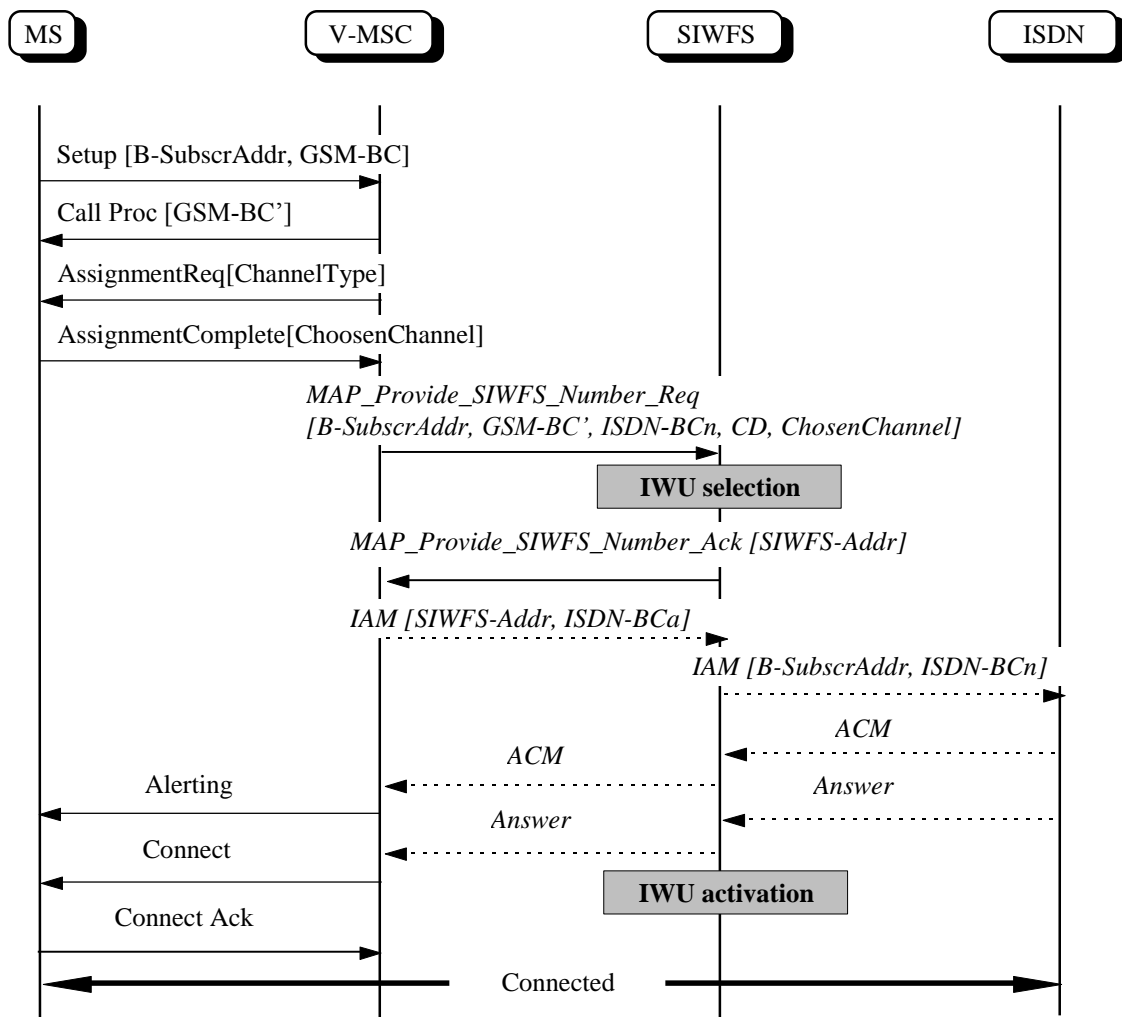 MS
V-MSC
SIWFS
ISDN
Setup [B-SubscrAddr, GSM-BC]
Call Proc [GSM-BC’]
AssignmentReq[ChannelType]
AssignmentComplete[ChoosenChannel]
MAP_Provide_SIWFS_Number_Req
[B-SubscrAddr, GSM-BC’, ISDN-BCn, CD, ChosenChannel]
IWU selection
MAP_Provide_SIWFS_Number_Ack [SIWFS-Addr]
IAM [SIWFS-Addr, ISDN-BCa]
IAM [B-SubscrAddr, ISDN-BCn]
ACM
ACM
Alerting
Answer
Answer
Connect
IWU activation
Connect Ack
Connected